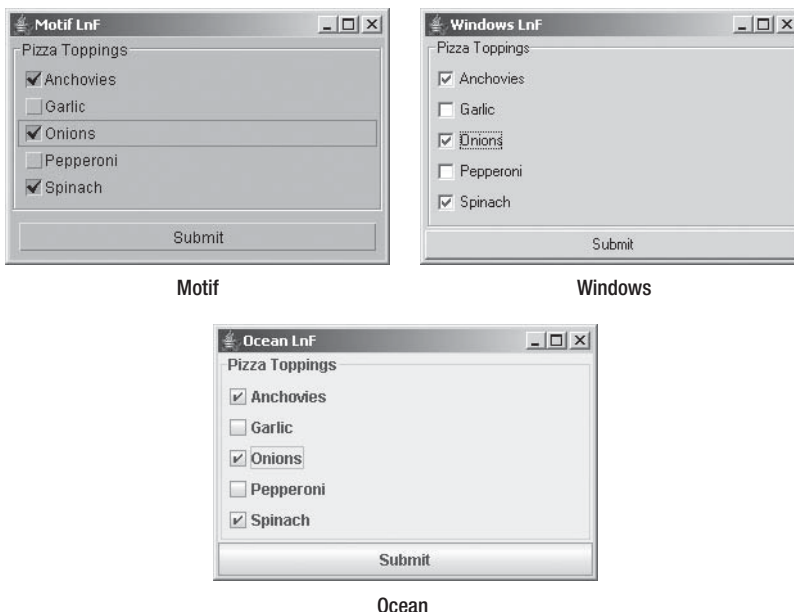 Motif LnF
Pizza Toppings
Anchovies
Garlic
Onions
Pepperoni
Spinach
Submit
Motif
Windows LnF
Pizza Toppings
Anchovies
Garlic
Onions
Pepperoni
Spinach
Submit
Windows
Ocean LnF
Pizza Toppings
Anchovies
Garlic
Onions
Pepperoni
Spinach
Submit
Ocean